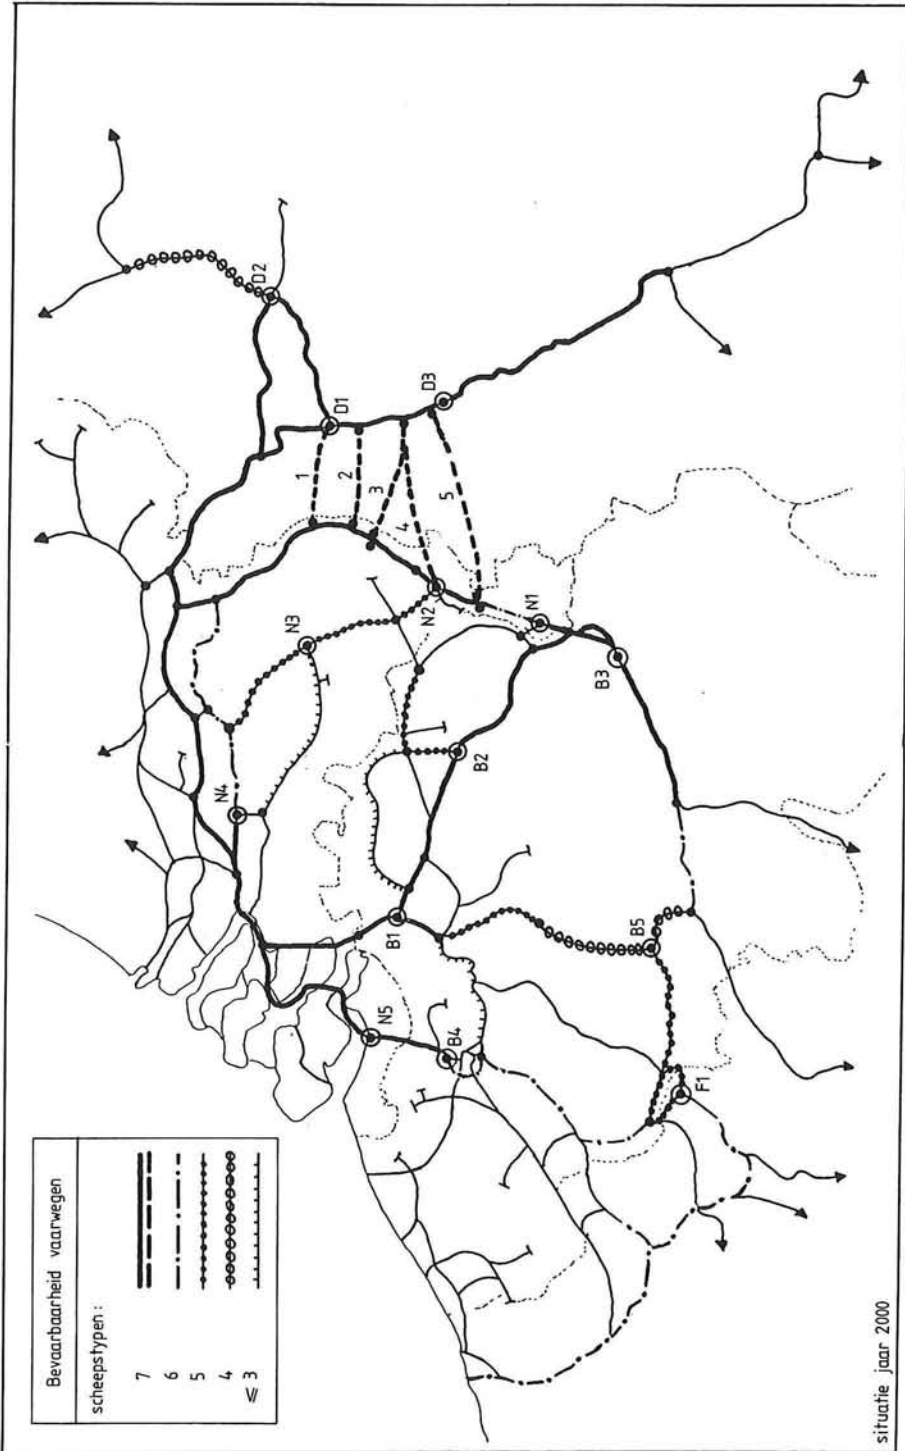 Bevaarbaarheid vaarwegen
scheepstypen :
7
6
5
4
≤ 3
D2
D1
D3
1
2
3
4
5
N3
N2
N1
N4
B3
B2
B1
B5
N5
B4
F1
situatie jaar 2000